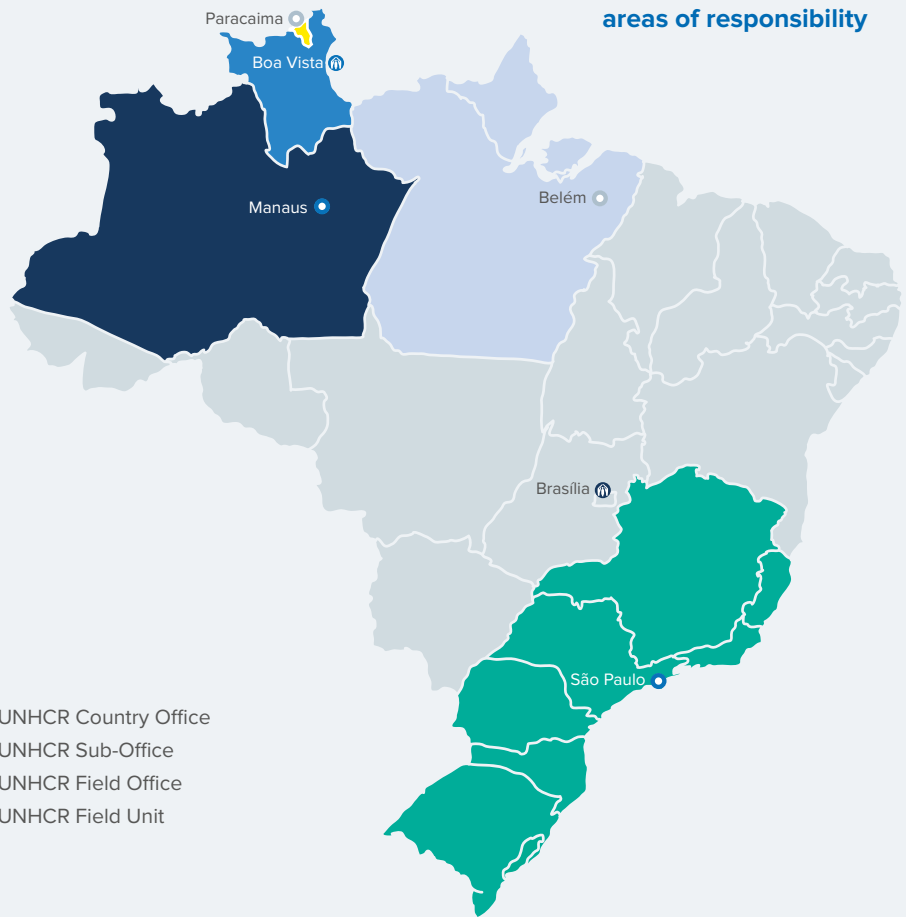 areas of responsibility
Paracaima
Boa Vista
Manaus
Belém
Brasília
São Paulo
UNHCR Country Office
UNHCR Sub-Office
UNHCR Field Office
UNHCR Field Unit